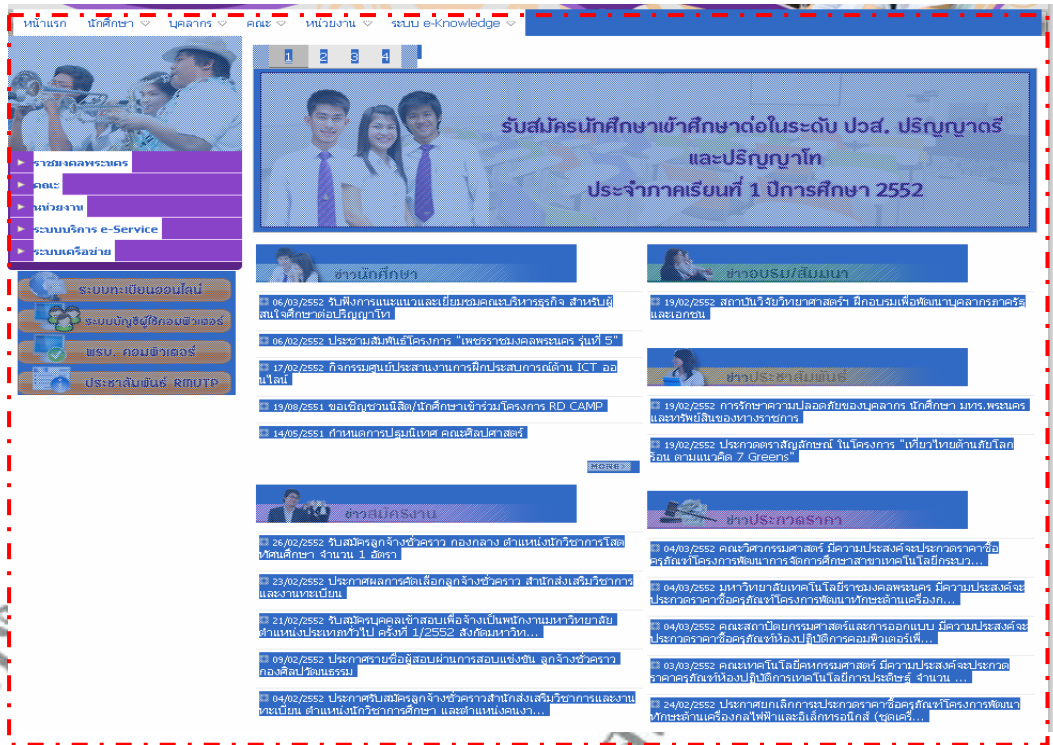 หน้าแรก นักศึกษา บุคลากร คณะ หน่วยงาน ระบบ e-Knowledge
1 2 3 4
รับสมัครนักศึกษาเข้าศึกษาต่อในระดับ ปวส. ปริญญาตรี
และปริญญาโท
ประจำภาคเรียนที่ 1 ปีการศึกษา 2552
ราชมงคลพระนคร
คณะ
หน่วยงาน
ระบบบริการ e-Service
ระบบเครือข่าย
ระบบทะเบียนออนไลน์
ระบบบัญชีผู้ใช้คอมพิวเตอร์
พรบ. คอมพิวเตอร์
ประชาสัมพันธ์ RMUTP
ข่าวนักศึกษา
06/03/2552 รับฟังการแนะแนวและเยี่ยมชมคณะบริหารธุรกิจ สำหรับผู้
สนใจศึกษาต่อปริญญาโท
06/02/2552 ประชาสัมพันธ์โครงการ "เพชรราชมงคลพระนคร รุ่นที่ 5"
17/02/2552 กิจกรรมศูนย์ประสานงานการฝึกประสบการณ์ด้าน ICT ออ
นไลน์
19/08/2551 ขอเชิญชวนนิสิต/นักศึกษาเข้าร่วมโครงการ RD CAMP
14/05/2551 กำหนดการปฐมนิเทศ คณะศิลปศาสตร์
MORE
ข่าวอบรม/สัมมนา
19/02/2552 สถาบันวิจัยวิทยาศาสตร์ฯ ฝึกอบรมเพื่อพัฒนาบุคลากรภาครัฐ
และเอกชน
ข่าวประชาสัมพันธ์
19/02/2552 การรักษาความปลอดภัยของบุคลากร นักศึกษา มทร.พระนคร
และทรัพย์สินของทางราชการ
19/02/2552 ประกวดตราสัญลักษณ์ ในโครงการ "เที่ยวไทยต้านภัยโลก
ร้อน ตามแนวคิด 7 Greens"
ข่าวสมัครงาน
26/02/2552 รับสมัครลูกจ้างชั่วคราว กองกลาง ตำแหน่งนักวิชาการโสต
ทัศนศึกษา จำนวน 1 อัตรา
23/02/2552 ประกาศผลการคัดเลือกลูกจ้างชั่วคราว สำนักส่งเสริมวิชาการ
และงานทะเบียน
21/02/2552 รับสมัครบุคคลเข้าสอบเพื่อจ้างเป็นพนักงานมหาวิทยาลัย
ตำแหน่งประเภททั่วไป ครั้งที่ 1/2552 สังกัดมหาวิท...
09/02/2552 ประกาศรายชื่อผู้สอบผ่านการสอบแข่งขัน ลูกจ้างชั่วคราว
กองศิลปวัฒนธรรม
04/02/2552 ประกาศรับสมัครลูกจ้างชั่วคราวสำนักส่งเสริมวิชาการและงาน
ทะเบียน ตำแหน่งนักวิชาการศึกษา และตำแหน่งคนงา...
ข่าวประกวดราคา
04/03/2552 คณะวิศวกรรมศาสตร์ มีความประสงค์จะประกวดราคาซื้อ
ครุภัณฑ์โครงการพัฒนาการจัดการศึกษาสาขาเทคโนโลยีกระบว...
04/03/2552 มหาวิทยาลัยเทคโนโลยีราชมงคลพระนคร มีความประสงค์จะ
ประกวดราคาซื้อครุภัณฑ์โครงการพัฒนาทักษะด้านเครื่องก...
04/03/2552 คณะสถาปัตยกรรมศาสตร์และการออกแบบ มีความประสงค์จะ
ประกวดราคาซื้อครุภัณฑ์ห้องปฏิบัติการคอมพิวเตอร์เพื่...
03/03/2552 คณะเทคโนโลยีคหกรรมศาสตร์ มีความประสงค์จะประกวด
ราคาครุภัณฑ์ห้องปฏิบัติการเทคโนโลยีการประดิษฐ์ จำนวน ...
24/02/2552 ประกาศยกเลิกการประกวดราคาซื้อครุภัณฑ์โครงการพัฒนา
ทักษะด้านเครื่องกลไฟฟ้าและอิเล็กทรอนิกส์ (ชุดเครื่...